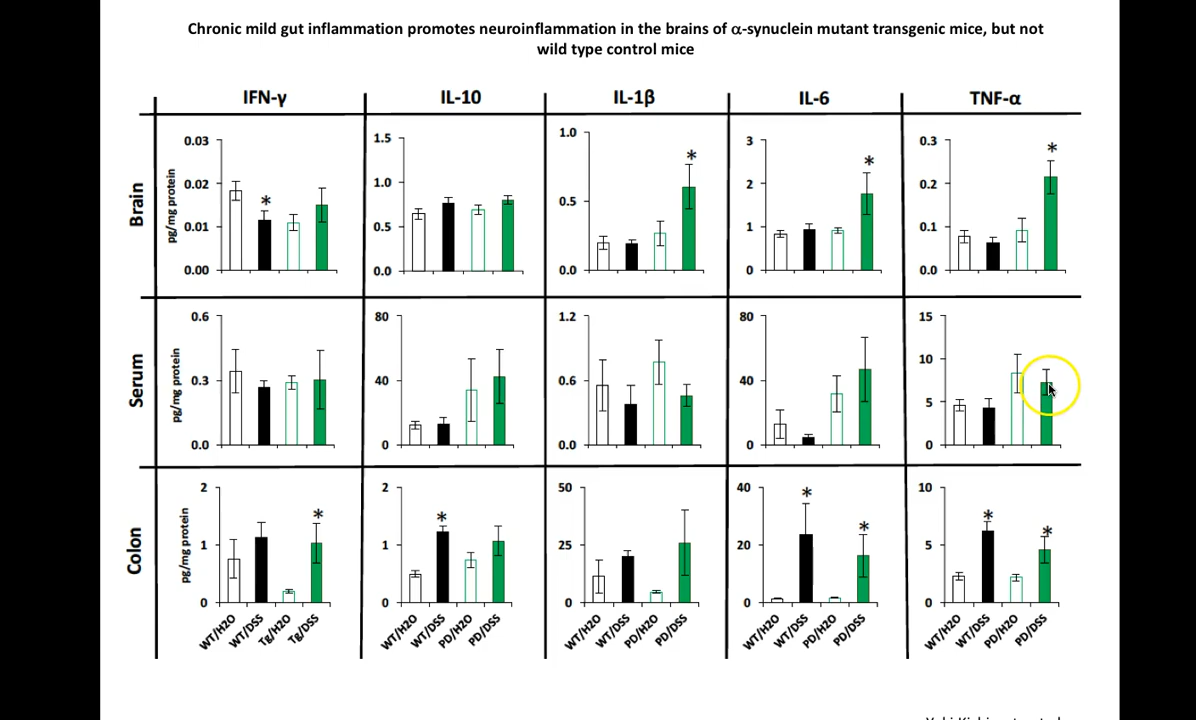 Chronic mild gut inflammation promotes neuroinflammation in the brains of α-synuclein mutant transgenic mice, but not
wild type control mice
IFN-γ IL-10 IL-1β IL-6 TNF-α
Brain
pg/mg protein
0.03 0.02 0.01 0.00
*
1.5 1.0 0.5 0.0
1.0 0.5 0.0
*
3 2 1 0
*
0.3 0.2 0.1 0.0
*
Serum
pg/mg protein
0.6 0.3 0.0
80 40 0
1.2 0.6 0.0
80 40 0
15 10 5 0
Colon
pg/mg protein
2 1 0
*
2 1 0
*
50 25 0
40 20 0
* *
10 5 0
* *
WT/H2O WT/DSS Tg/H2O Tg/DSS
WT/H2O WT/DSS PD/H2O PD/DSS
WT/H2O WT/DSS PD/H2O PD/DSS
WT/H2O WT/DSS PD/H2O PD/DSS
WT/H2O WT/DSS PD/H2O PD/DSS